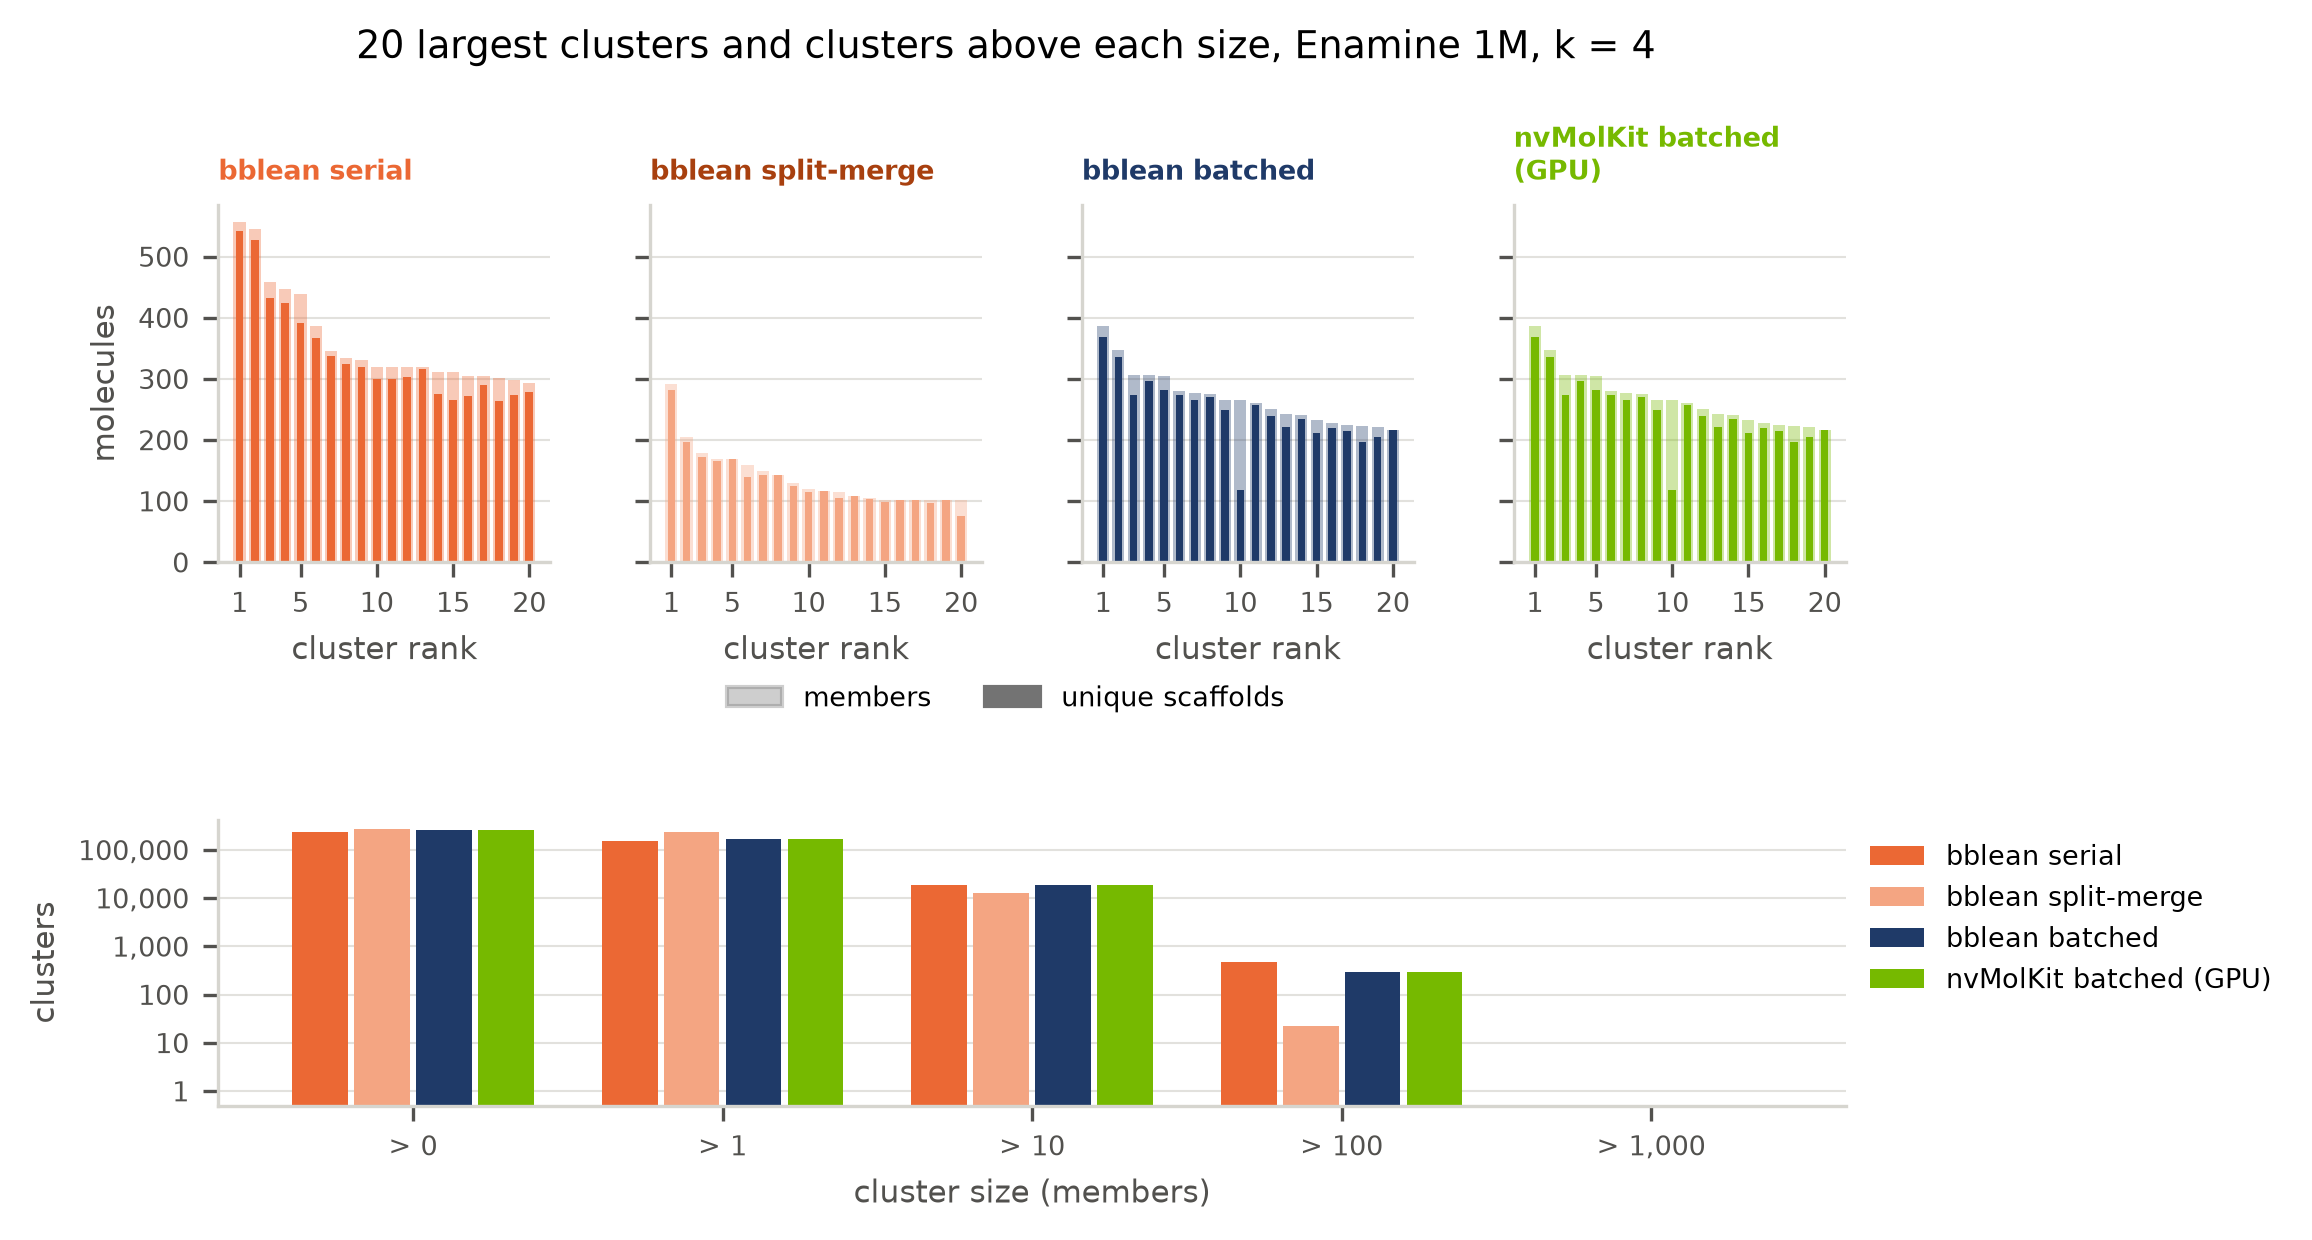 20 largest clusters and clusters above each size, Enamine 1M, k = 4
bblean serial
bblean split-merge
bblean batched
nvMolKit batched
(GPU)
molecules
500
400
300
200
100
0
1 5 10 15 20
1 5 10 15 20
1 5 10 15 20
1 5 10 15 20
cluster rank
cluster rank
cluster rank
cluster rank
members
unique scaffolds
clusters
100,000
10,000
1,000
100
10
1
> 0
> 1
> 10
> 100
> 1,000
cluster size (members)
bblean serial
bblean split-merge
bblean batched
nvMolKit batched (GPU)